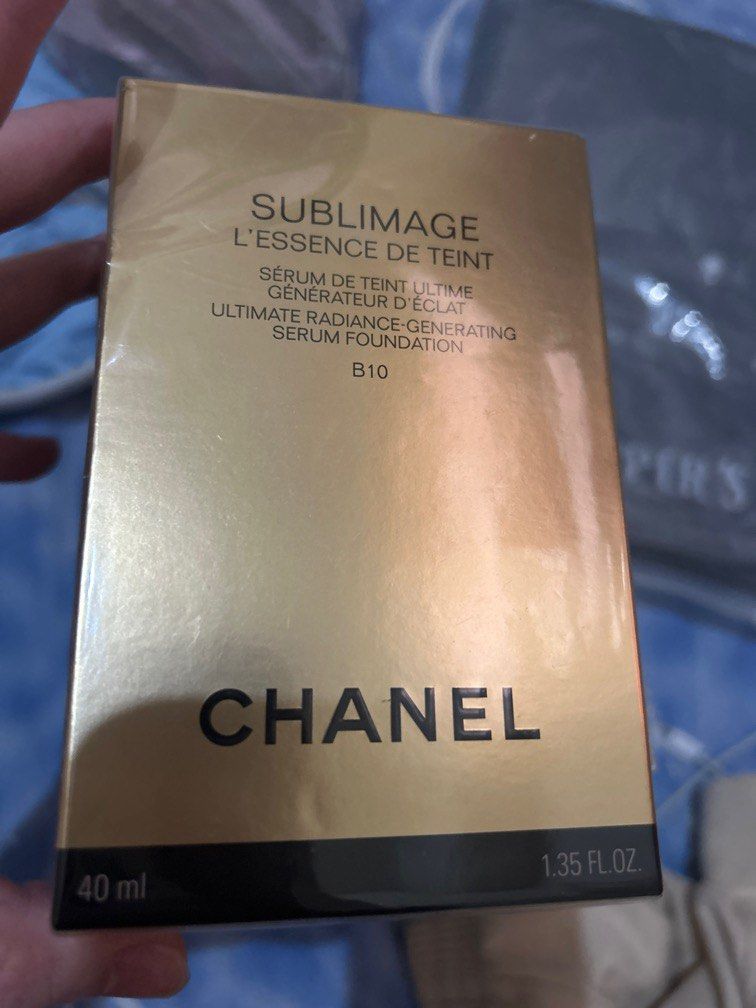 SUBLIMAGE
L'ESSENCE DE TEINT
SÉRUM DE TEINT ULTIME
GÉNÉRATEUR D'ÉCLAT
ULTIMATE RADIANCE-GENERATING
SERUM FOUNDATION
B10
CHANEL
40 ml
1.35 FL.OZ.